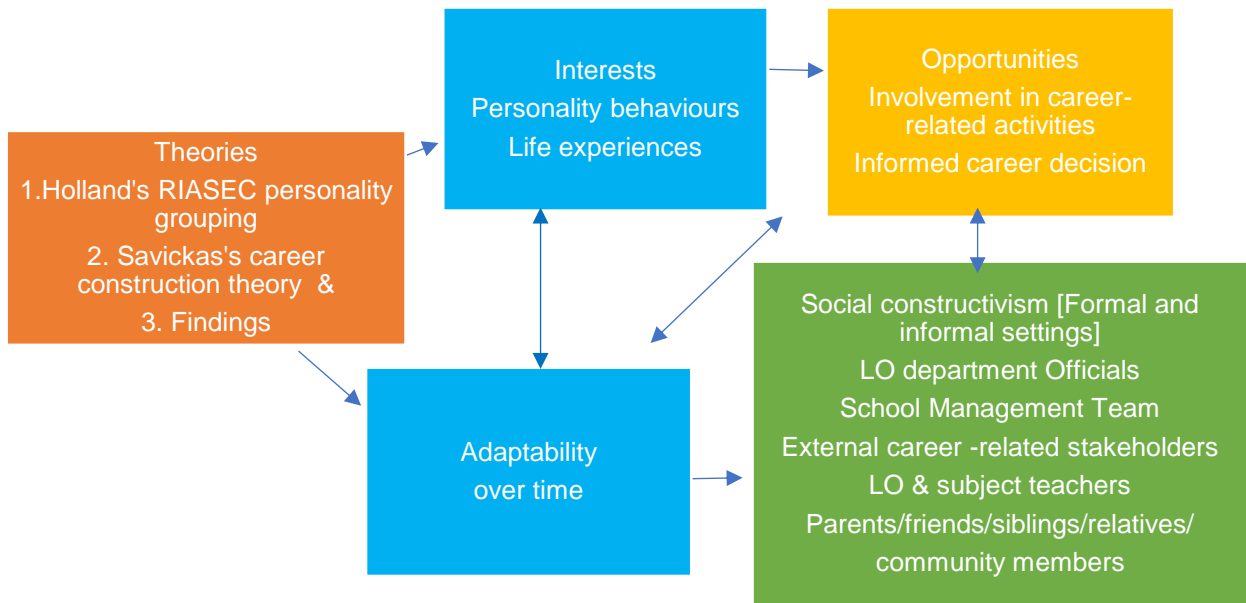 Theories
1.Holland's RIASEC personality
grouping
2. Savickas's career
construction theory  &
3. Findings
Interests
Personality behaviours
Life experiences
Opportunities
Involvement in career-
related activities
Informed career decision
Adaptability
over time
Social constructivism [Formal and
informal settings]
LO department Officials
School Management Team
External career -related stakeholders
LO & subject teachers
Parents/friends/siblings/relatives/
community members